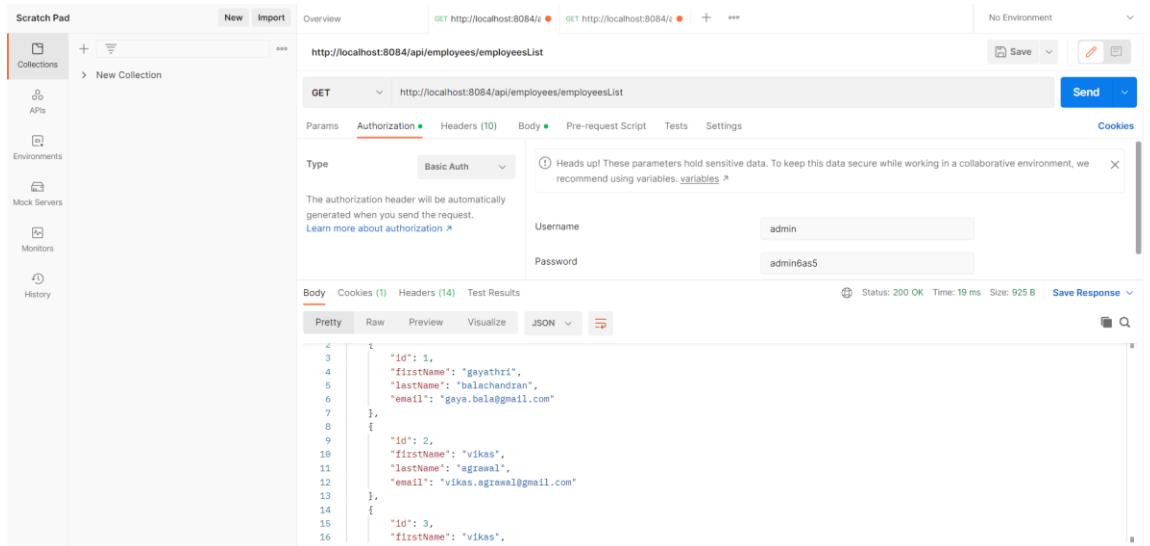 Scratch Pad New Import
Overview GET http://localhost:8084/a GET http://localhost:8084/a No Environment
Collections
New Collection
APIs
Environments
Mock Servers
Monitors
History
http://localhost:8084/api/employees/employeesList Save
GET http://localhost:8084/api/employees/employeesList Send
Params Authorization Headers (10) Body Pre-request Script Tests Settings Cookies
Type Basic Auth
The authorization header will be automatically
generated when you send the request.
Learn more about authorization
Heads up! These parameters hold sensitive data. To keep this data secure while working in a collaborative environment, we
recommend using variables. variables
Username admin
Password admin6as5
Body Cookies (1) Headers (14) Test Results Status: 200 OK Time: 19 ms Size: 925 B Save Response
Pretty Raw Preview Visualize JSON
2 {
3 "id": 1,
4 "firstName": "gayathri",
5 "lastName": "balachandran",
6 "email": "gaya.bala@gmail.com"
7 },
8 {
9 "id": 2,
10 "firstName": "vikas",
11 "lastName": "agrawal",
12 "email": "vikas.agrawal@gmail.com"
13 },
14 {
15 "id": 3,
16 "firstName": "vikas",